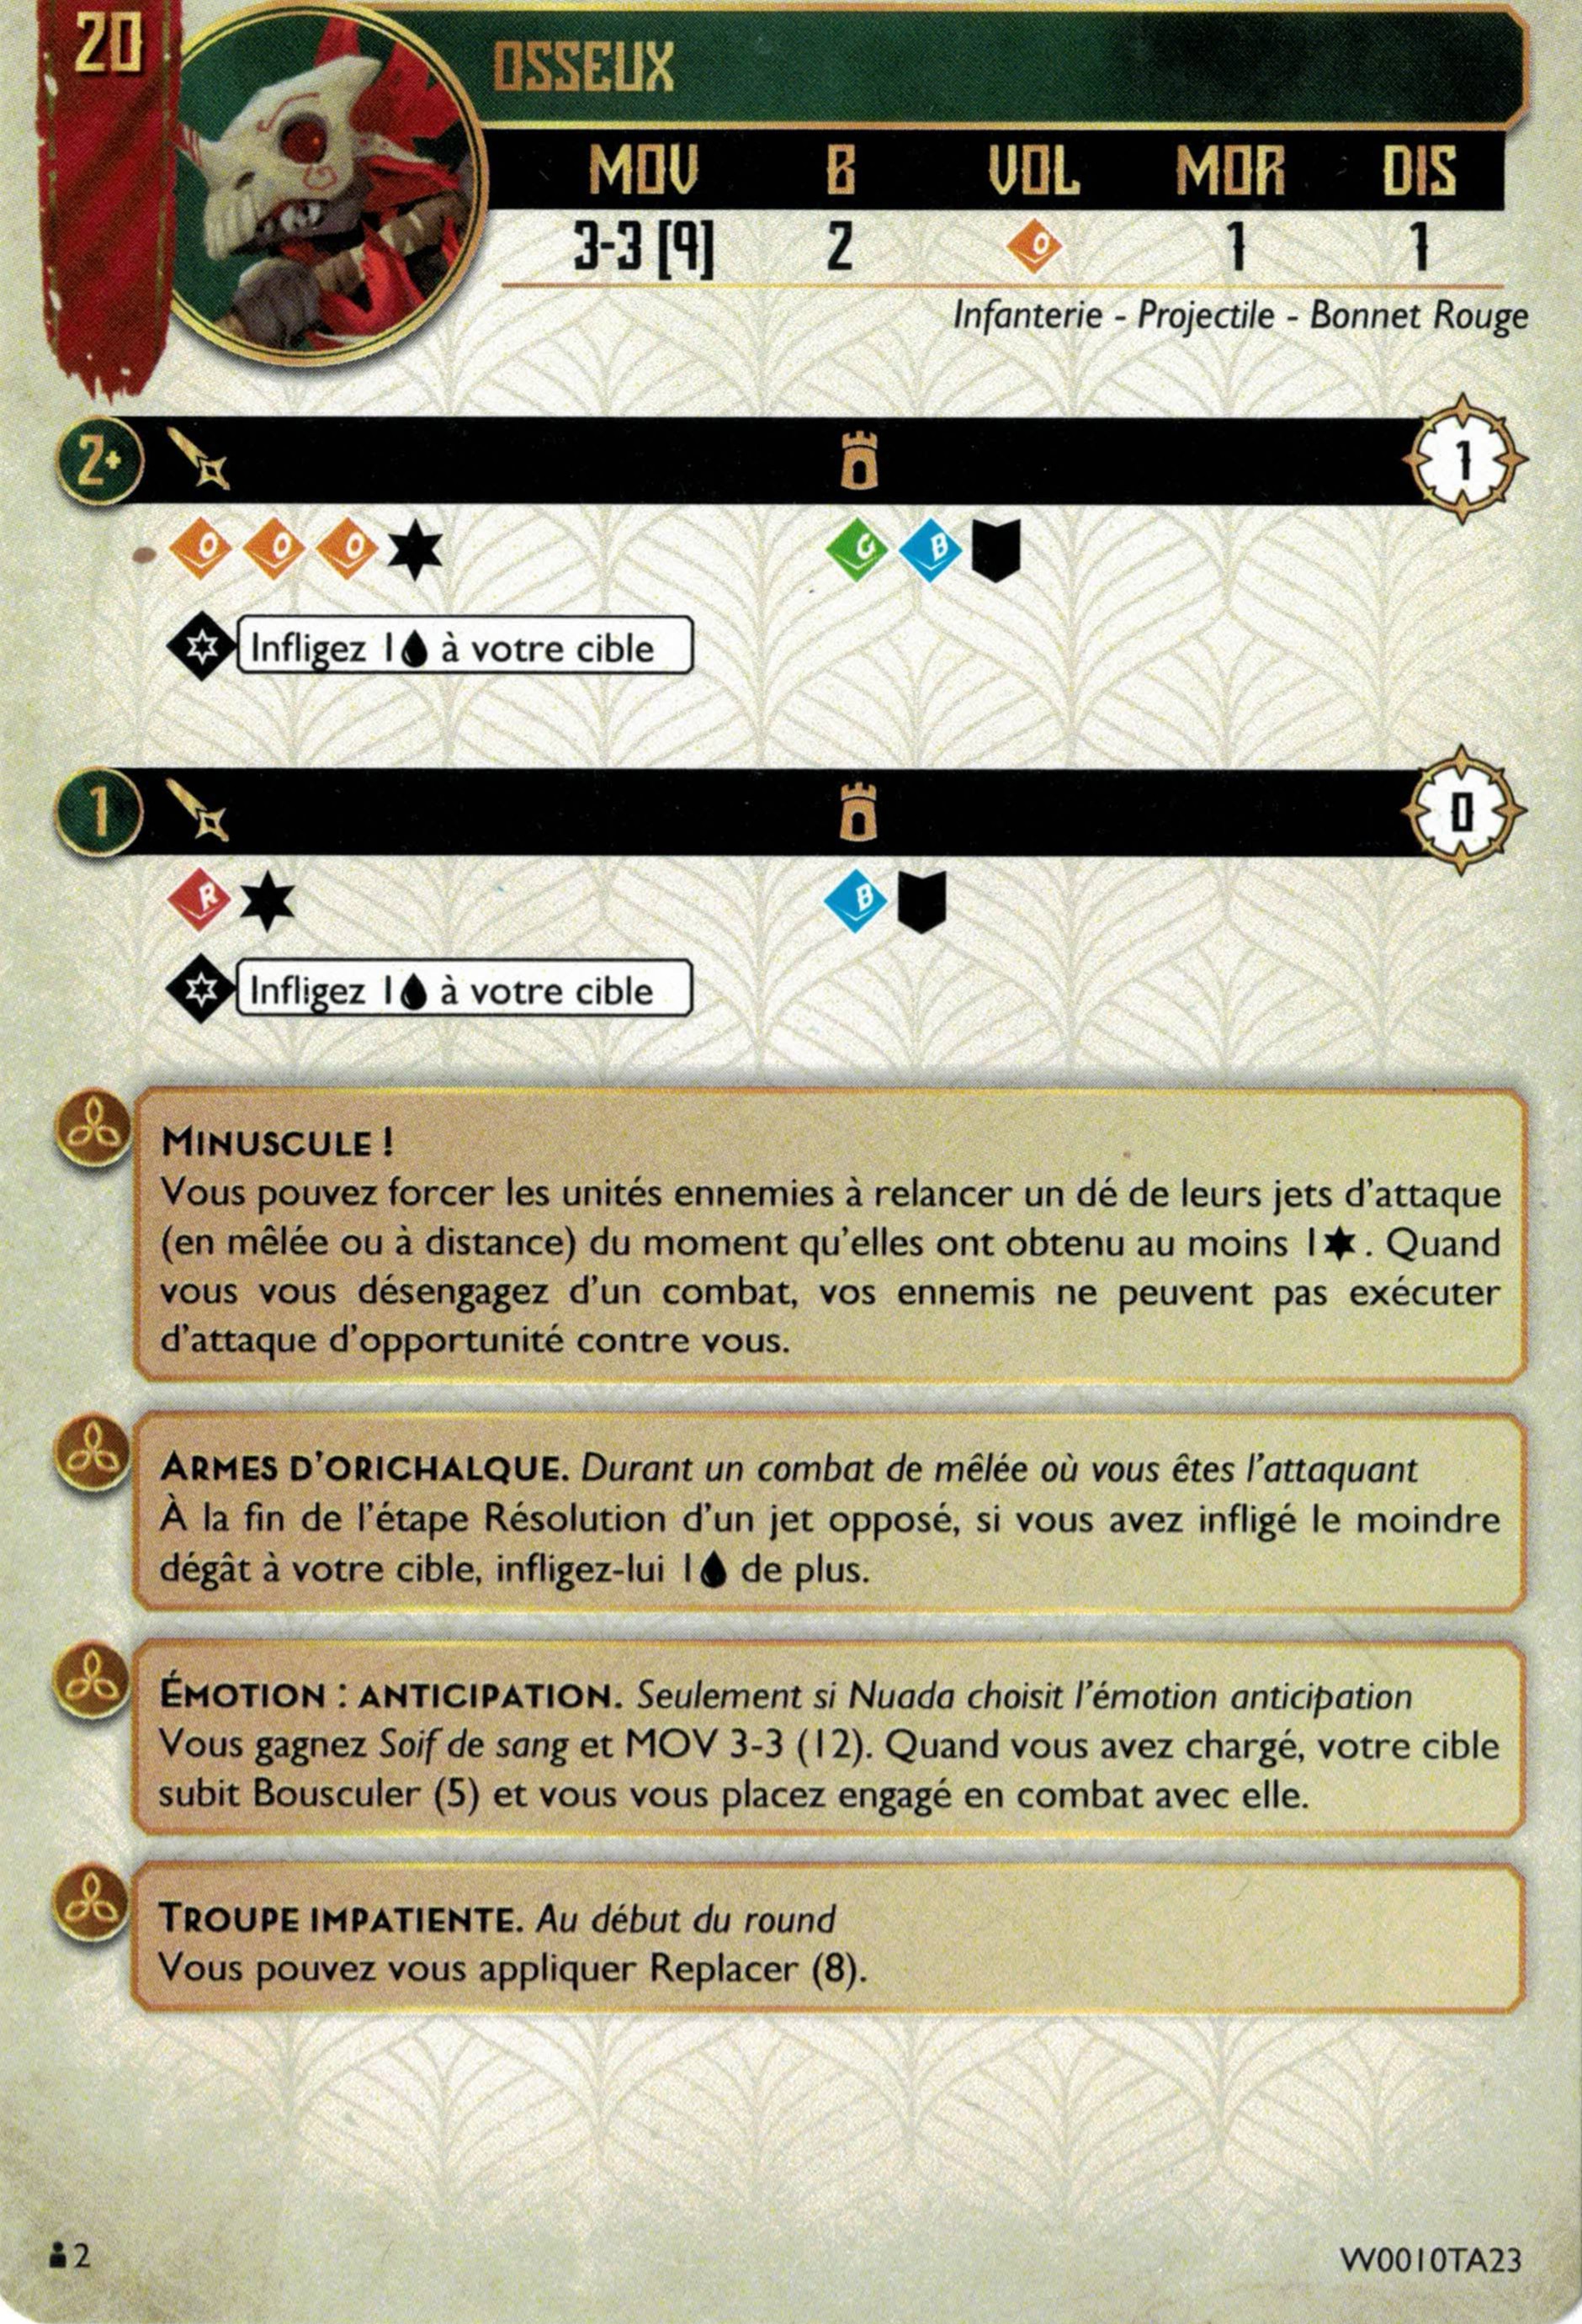 20
OSSEUX
MOV B VOL MOR DIS
3-3 [9] 2 O 1 1
Infanterie - Projectile - Bonnet Rouge
2+ 1
O O O G B
Infligez 1 à votre cible
1 0
R B
Infligez 1 à votre cible
MINUSCULE !
Vous pouvez forcer les unités ennemies à relancer un dé de leurs jets d'attaque
(en mêlée ou à distance) du moment qu'elles ont obtenu au moins 1 . Quand
vous vous désengagez d'un combat, vos ennemis ne peuvent pas exécuter
d'attaque d'opportunité contre vous.
ARMES D'ORICHALQUE. Durant un combat de mêlée où vous êtes l'attaquant
À la fin de l'étape Résolution d'un jet opposé, si vous avez infligé le moindre
dégât à votre cible, infligez-lui 1 de plus.
ÉMOTION : ANTICIPATION. Seulement si Nuada choisit l'émotion anticipation
Vous gagnez Soif de sang et MOV 3-3 (12). Quand vous avez chargé, votre cible
subit Bousculer (5) et vous vous placez engagé en combat avec elle.
TROUPE IMPATIENTE. Au début du round
Vous pouvez vous appliquer Replacer (8).
2
W0010TA23